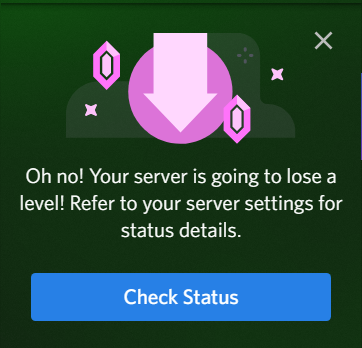 Oh no! Your server is going to lose a
level! Refer to your server settings for
status details.
Check Status